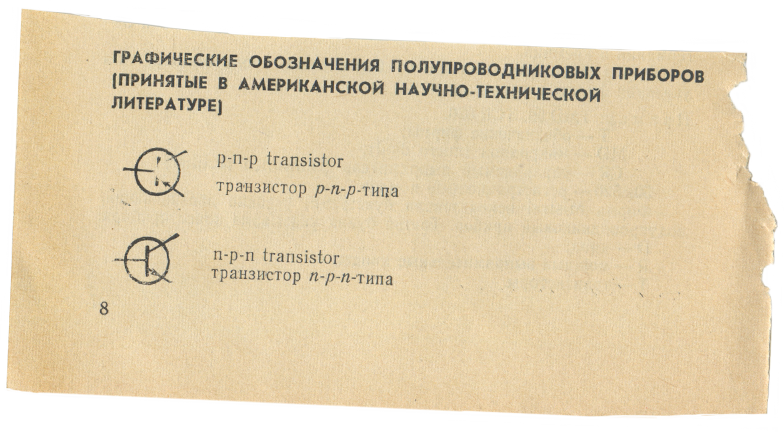 ГРАФИЧЕСКИЕ ОБОЗНАЧЕНИЯ ПОЛУПРОВОДНИКОВЫХ ПРИБОРОВ
(ПРИНЯТЫЕ В АМЕРИКАНСКОЙ НАУЧНО-ТЕХНИЧЕСКОЙ
ЛИТЕРАТУРЕ)
p-n-p transistor
транзистор p-n-p-типа
n-p-n transistor
транзистор n-p-n-типа
8